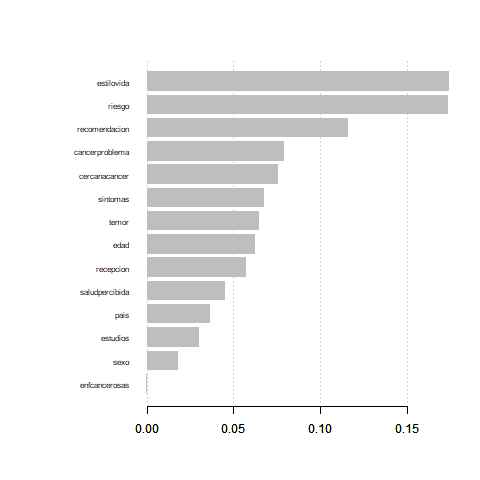 estilovida
riesgo
recomendacion
cancerproblema
cercanacancer
sintomas
temor
edad
recepcion
saludpercibida
pais
estudios
sexo
enfcancerosas
0.00 0.05 0.10 0.15